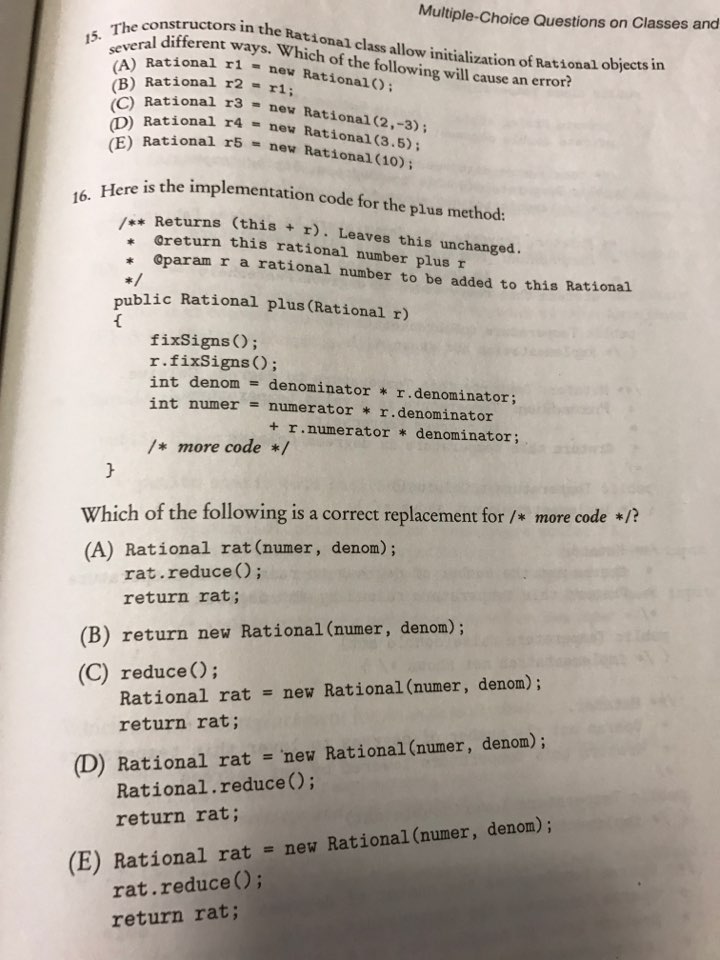 Multiple-Choice Questions on Classes and
15. The constructors in the Rational class allow initialization of Rational objects in
several different ways. Which of the following will cause an error?
(A) Rational r1 = new Rational();
(B) Rational r2 = r1;
(C) Rational r3 = new Rational(2,-3);
(D) Rational r4 = new Rational(3.5);
(E) Rational r5 = new Rational(10);
16. Here is the implementation code for the plus method:
/** Returns (this + r). Leaves this unchanged.
* @return this rational number plus r
* @param r a rational number to be added to this Rational
*/
public Rational plus(Rational r)
{
fixSigns();
r.fixSigns();
int denom = denominator * r.denominator;
int numer = numerator * r.denominator
+ r.numerator * denominator;
/* more code */
}
Which of the following is a correct replacement for /* more code */?
(A) Rational rat(numer, denom);
rat.reduce();
return rat;
(B) return new Rational(numer, denom);
(C) reduce();
Rational rat = new Rational(numer, denom);
return rat;
(D) Rational rat = new Rational(numer, denom);
Rational.reduce();
return rat;
(E) Rational rat = new Rational(numer, denom);
rat.reduce();
return rat;